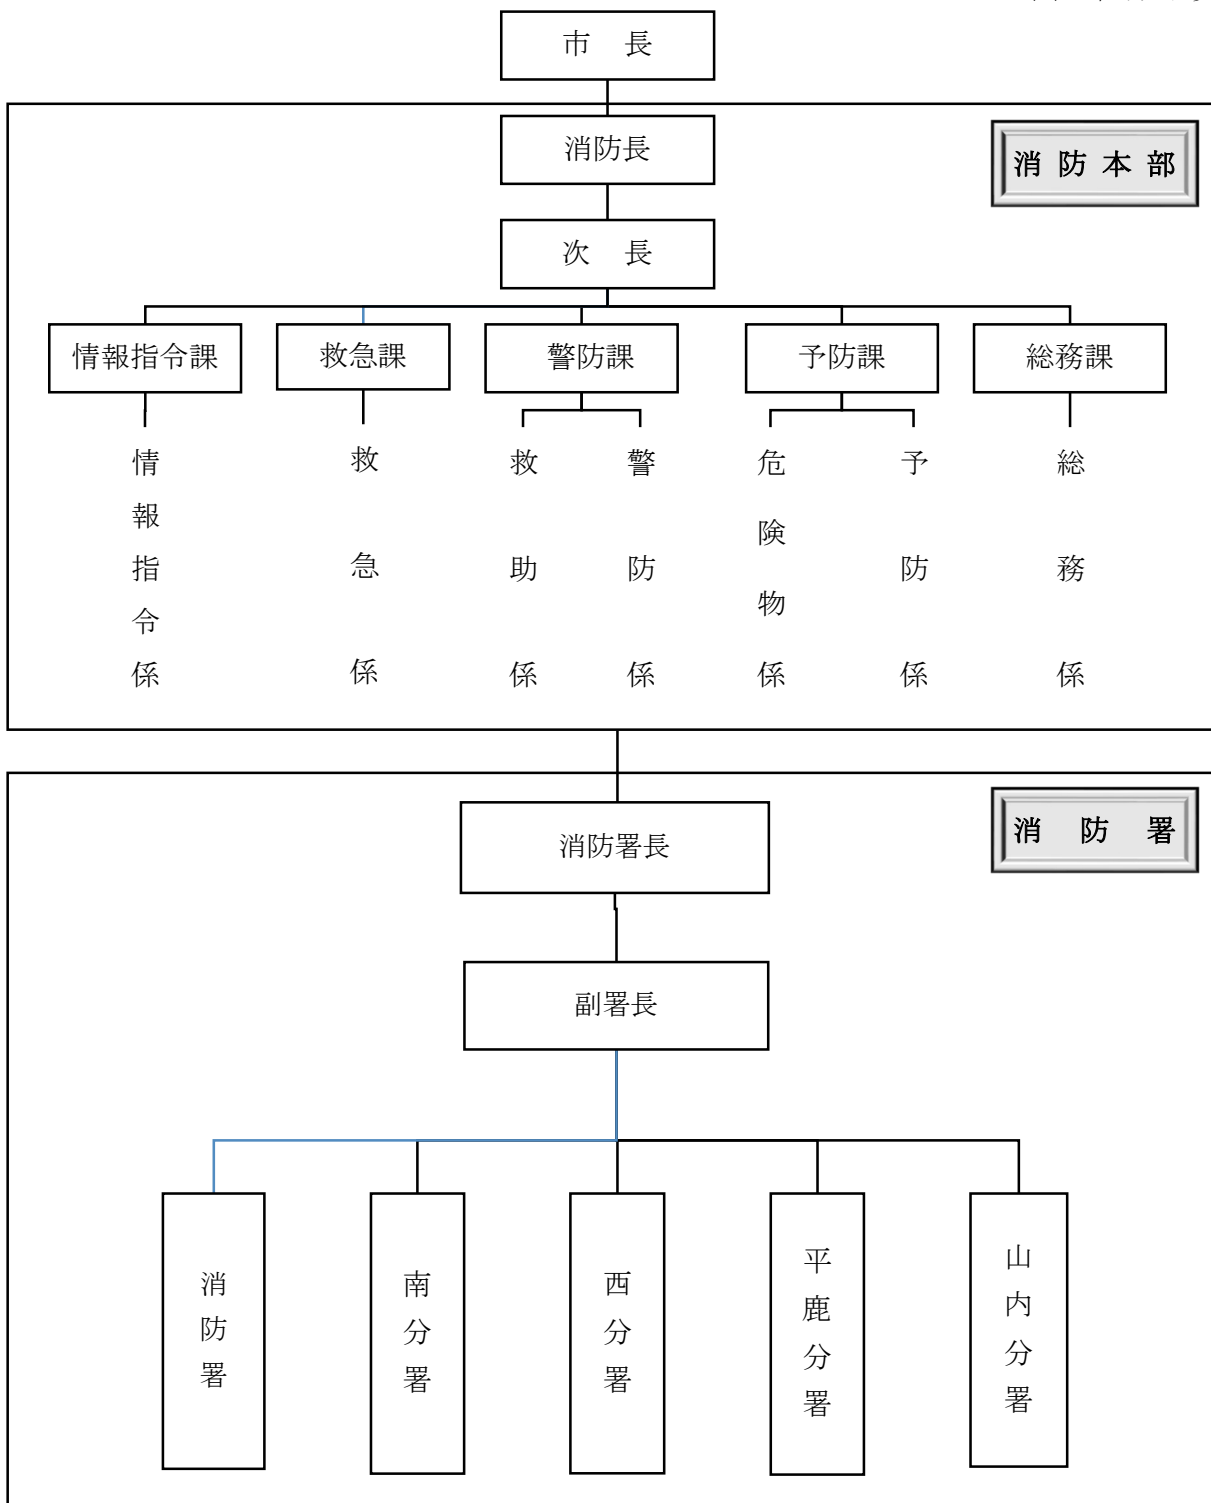 市 長
消防長
消防本部
次 長
情報指令課
救急課
警防課
予防課
総務課
情報指令係
救急係
救助係
警防係
危険物係
予防係
総務係
消防署
消防署長
副署長
消防署
南分署
西分署
平鹿分署
山内分署